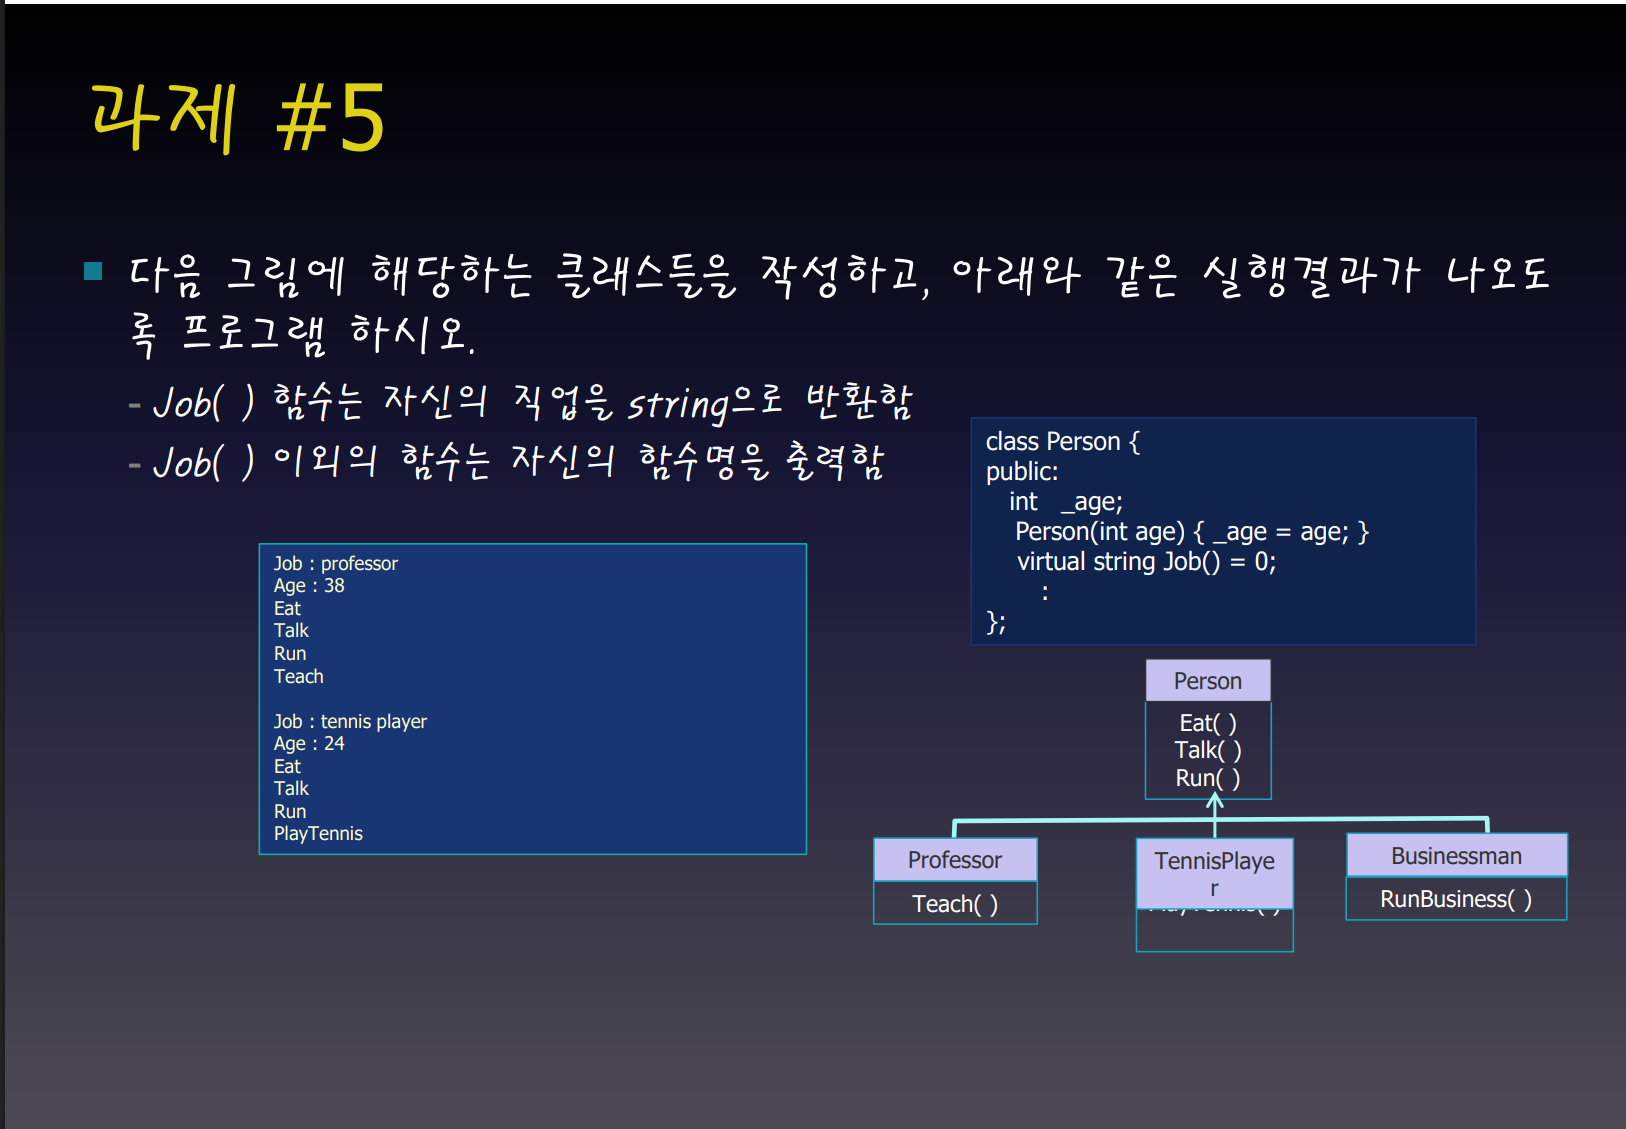 과제 #5
다음 그림에 해당하는 클래스들을 작성하고, 아래와 같은 실행결과가 나오도
록 프로그램 하시오.
- Job( ) 함수는 자신의 직업을 string으로 반환함
- Job( ) 이외의 함수는 자신의 함수명을 출력함
class Person {
public:
int _age;
Person(int age) { _age = age; }
virtual string Job() = 0;
:
};
Job : professor
Age : 38
Eat
Talk
Run
Teach
Job : tennis player
Age : 24
Eat
Talk
Run
PlayTennis
Person
Eat( )
Talk( )
Run( )
Professor
Teach( )
TennisPlaye
r
Businessman
RunBusiness( )